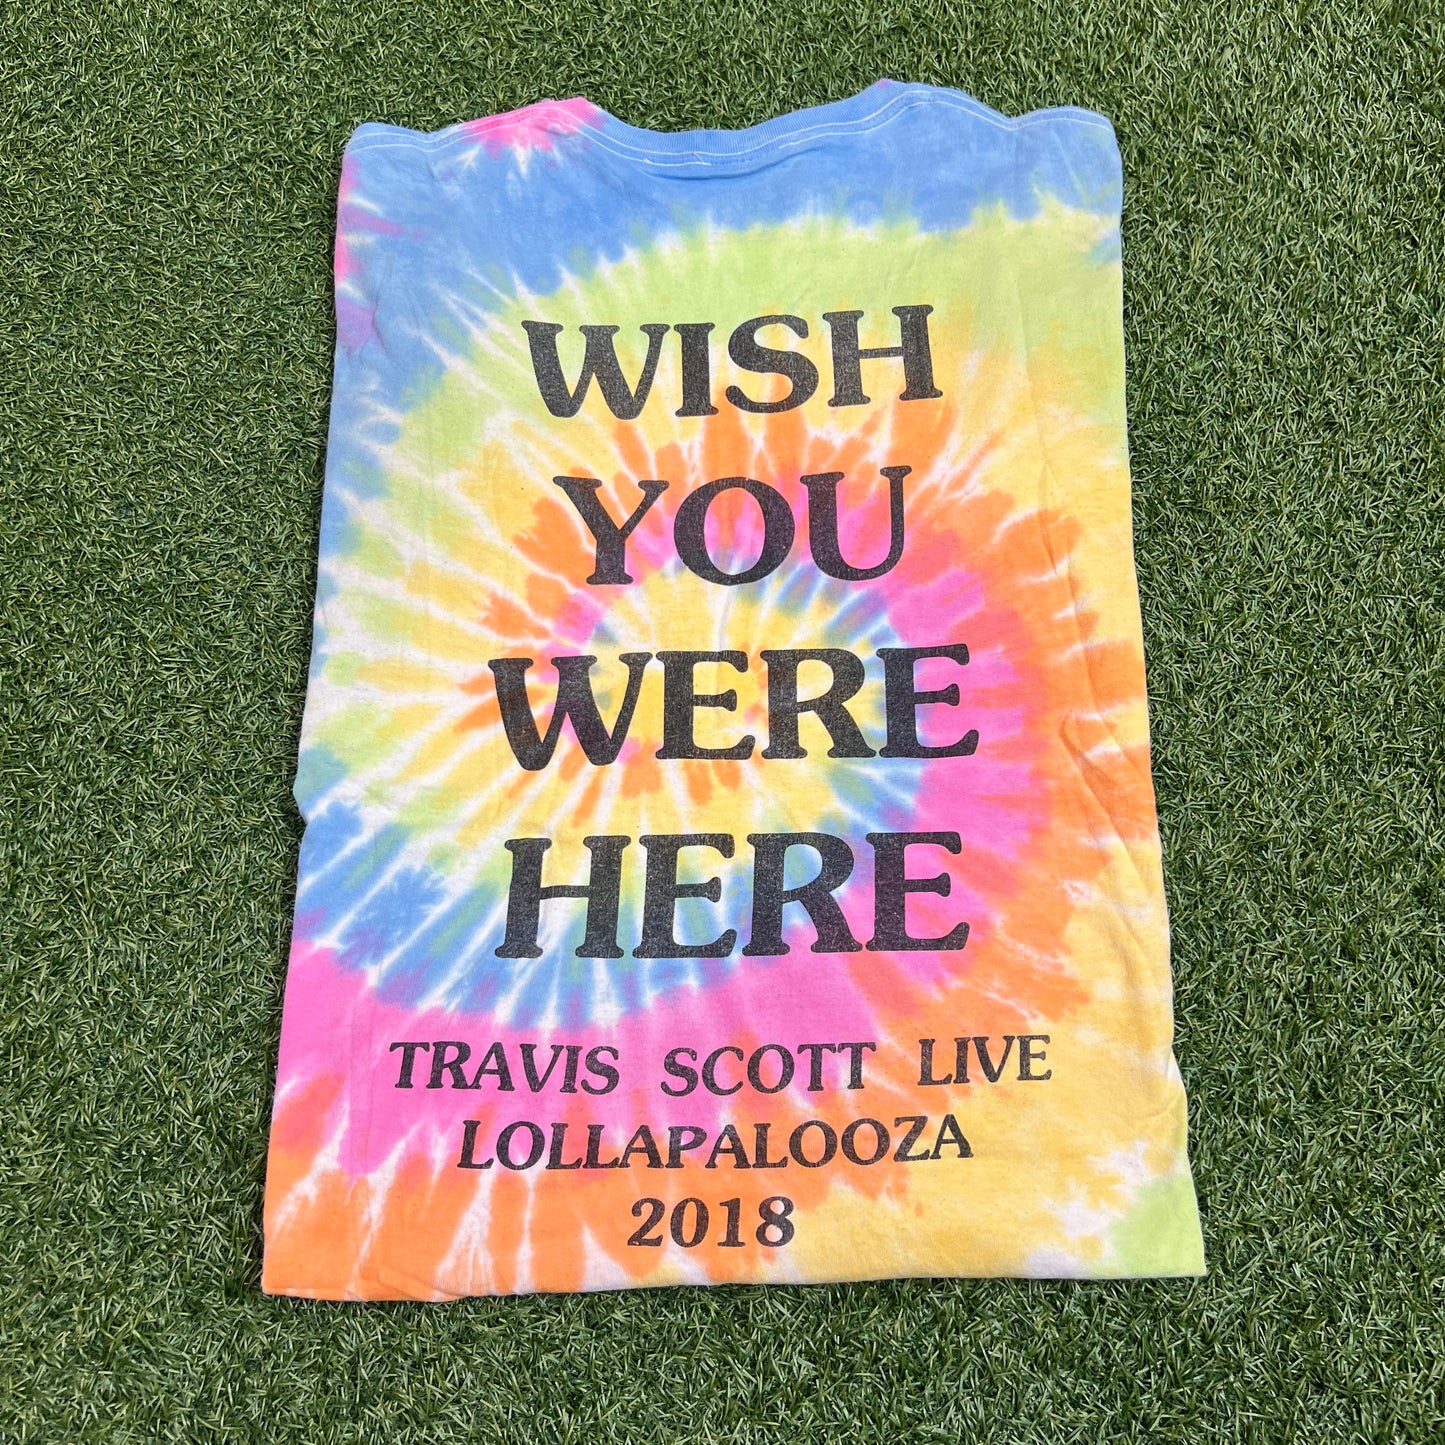 WISH
YOU
WERE
HERE
TRAVIS SCOTT LIVE
LOLLAPALOOZA
2018